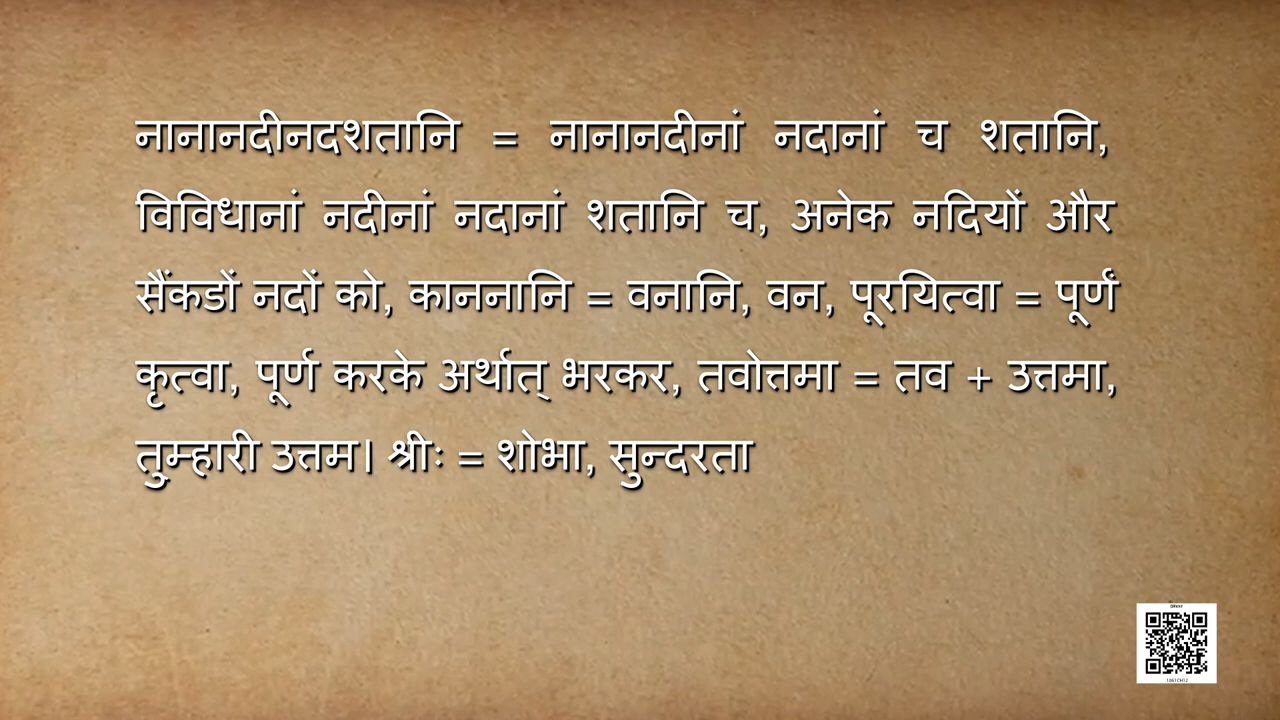 नानानदीनदशतानि = नानानदीनां नदानां च शतानि,
विविधानां नदीनां नदानां शतानि च, अनेक नदियों और
सैंकडों नदों को, काननानि = वनानि, वन, पूरयित्वा = पूर्णं
कृत्वा, पूर्ण करके अर्थात् भरकर, तवोत्तमा = तव + उत्तमा,
तुम्हारी उत्तम। श्रीः = शोभा, सुन्दरता